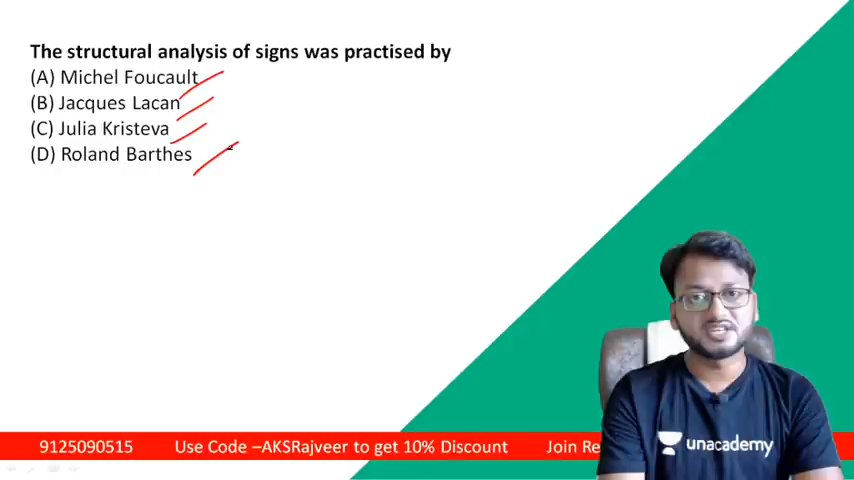 The structural analysis of signs was practised by
(A) Michel Foucault
(B) Jacques Lacan
(C) Julia Kristeva
(D) Roland Barthes
unacademy
9125090515 Use Code –AKSRajveer to get 10% Discount Join Re